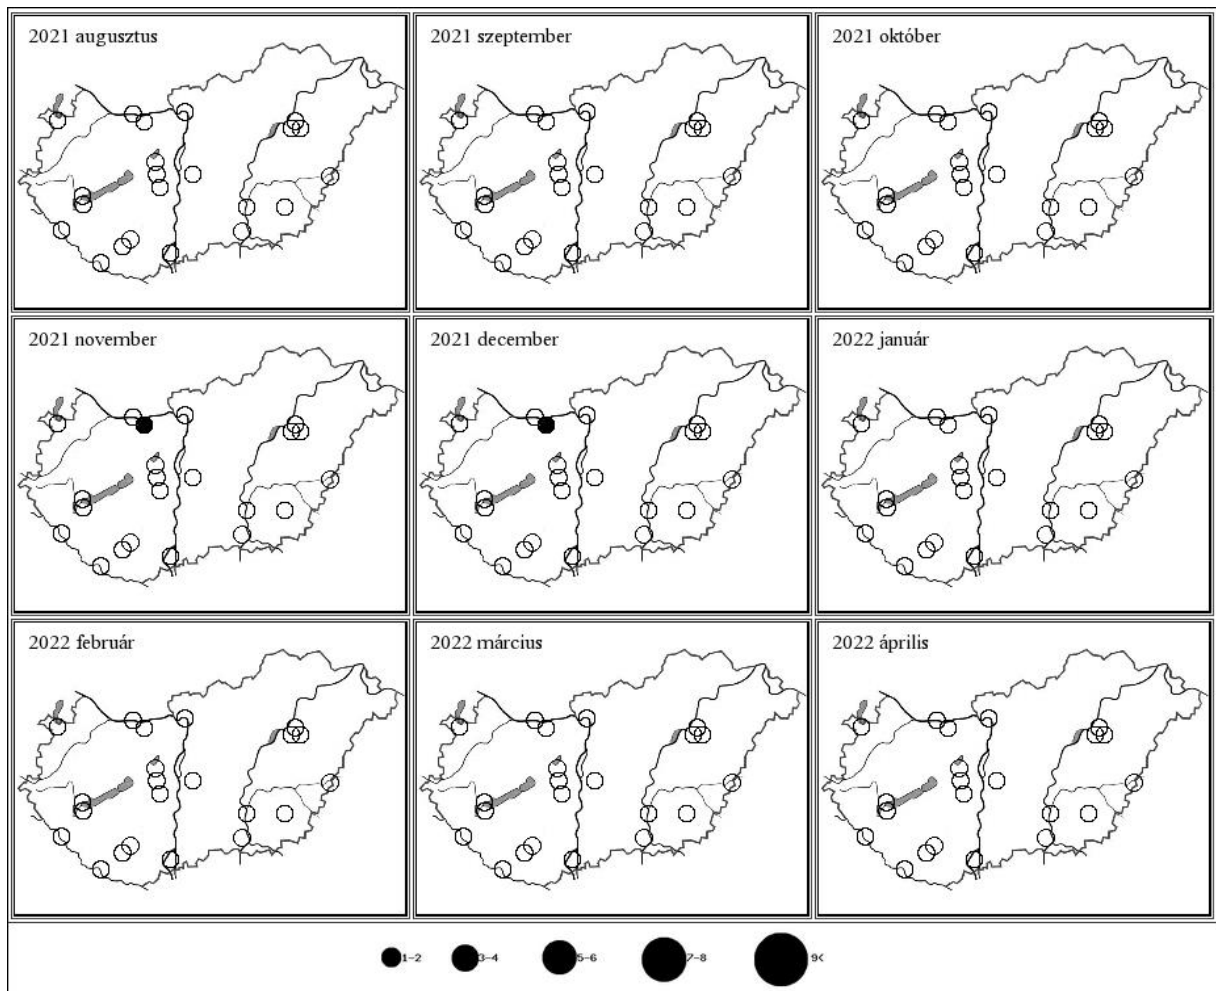 2021 augusztus
2021 szeptember
2021 október
2021 november
2021 december
2022 január
2022 február
2022 március
2022 április
1-2
3-4
5-6
7-8
9<